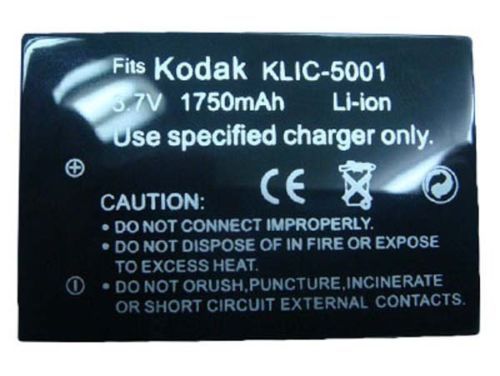 Fits Kodak KLIC-5001
3.7V 1750mAh Li-ion
Use specified charger only.
CE
CAUTION:
• DO NOT CONNECT IMPROPERLY.
• DO NOT DISPOSE OF IN FIRE OR EXPOSE
TO EXCESS HEAT.
• DO NOT ORUSH,PUNCTURE,INCINERATE
OR SHORT CIRCUIT EXTERNAL CONTACTS.